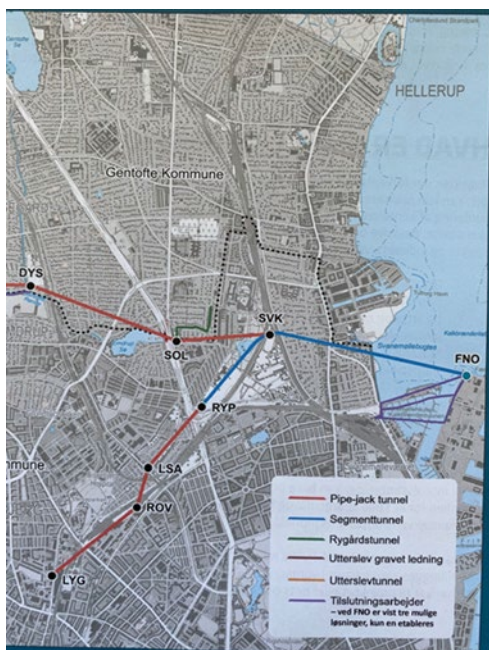 HELLERUP
Gentofte Kommune
DYS
SVK
SOL
FNO
RYP
LSA
ROV
LYG
Pipe-jack tunnel
Segmenttunnel
Rygårdstunnel
Utterslev gravet ledning
Utterslevtunnel
Tilslutningsarbejder
– ved FNO er vist tre mulige
løsninger, kun en etableres